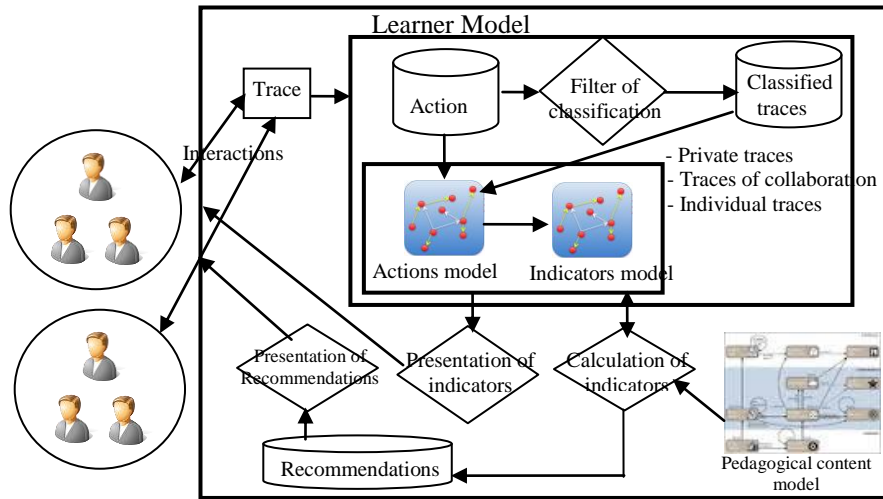 Learner Model
Trace
Action
Filter of
classification
Classified
traces
Interactions
- Private traces
- Traces of collaboration
- Individual traces
Actions model
Indicators model
Presentation of
Recommendations
Presentation of
indicators
Calculation of
indicators
Recommendations
Pedagogical content
model